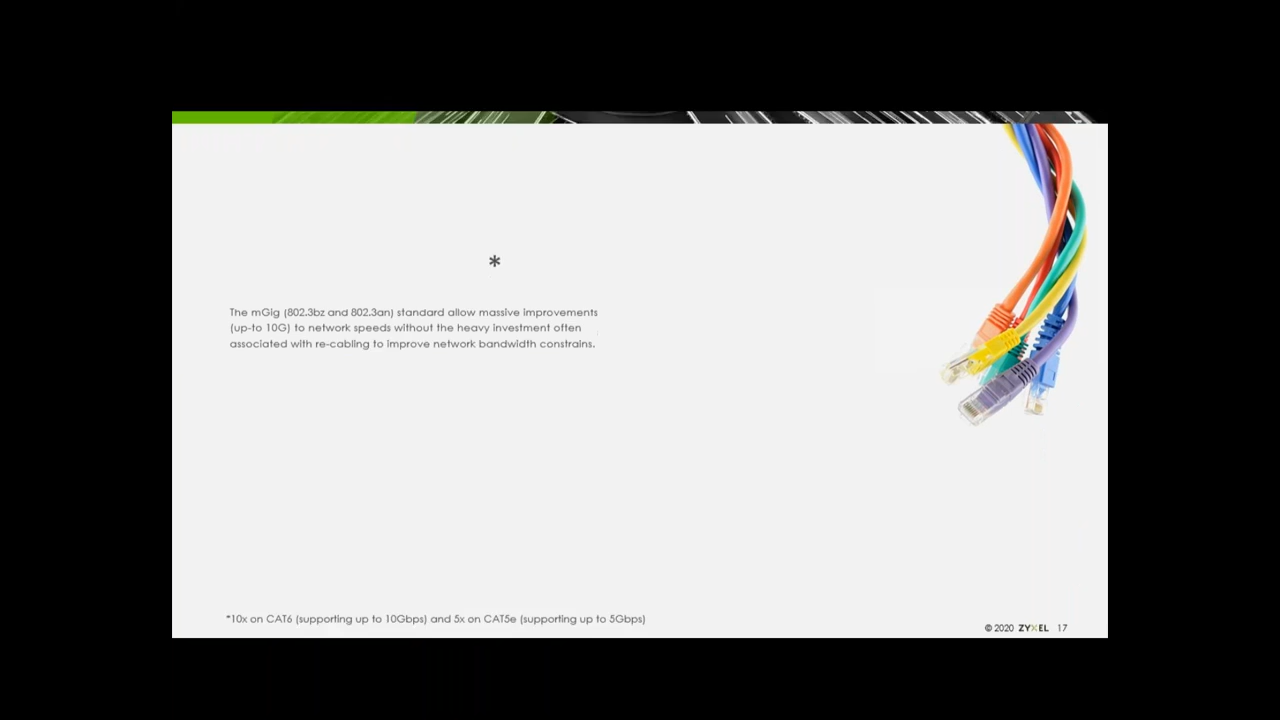 *
The mGig (802.3bz and 802.3an) standard allow massive improvements
(up-to 10G) to network speeds without the heavy investment often
associated with re-cabling to improve network bandwidth constrains.
*10x on CAT6 (supporting up to 10Gbps) and 5x on CAT5e (supporting up to 5Gbps)
© 2020 ZYXEL 17